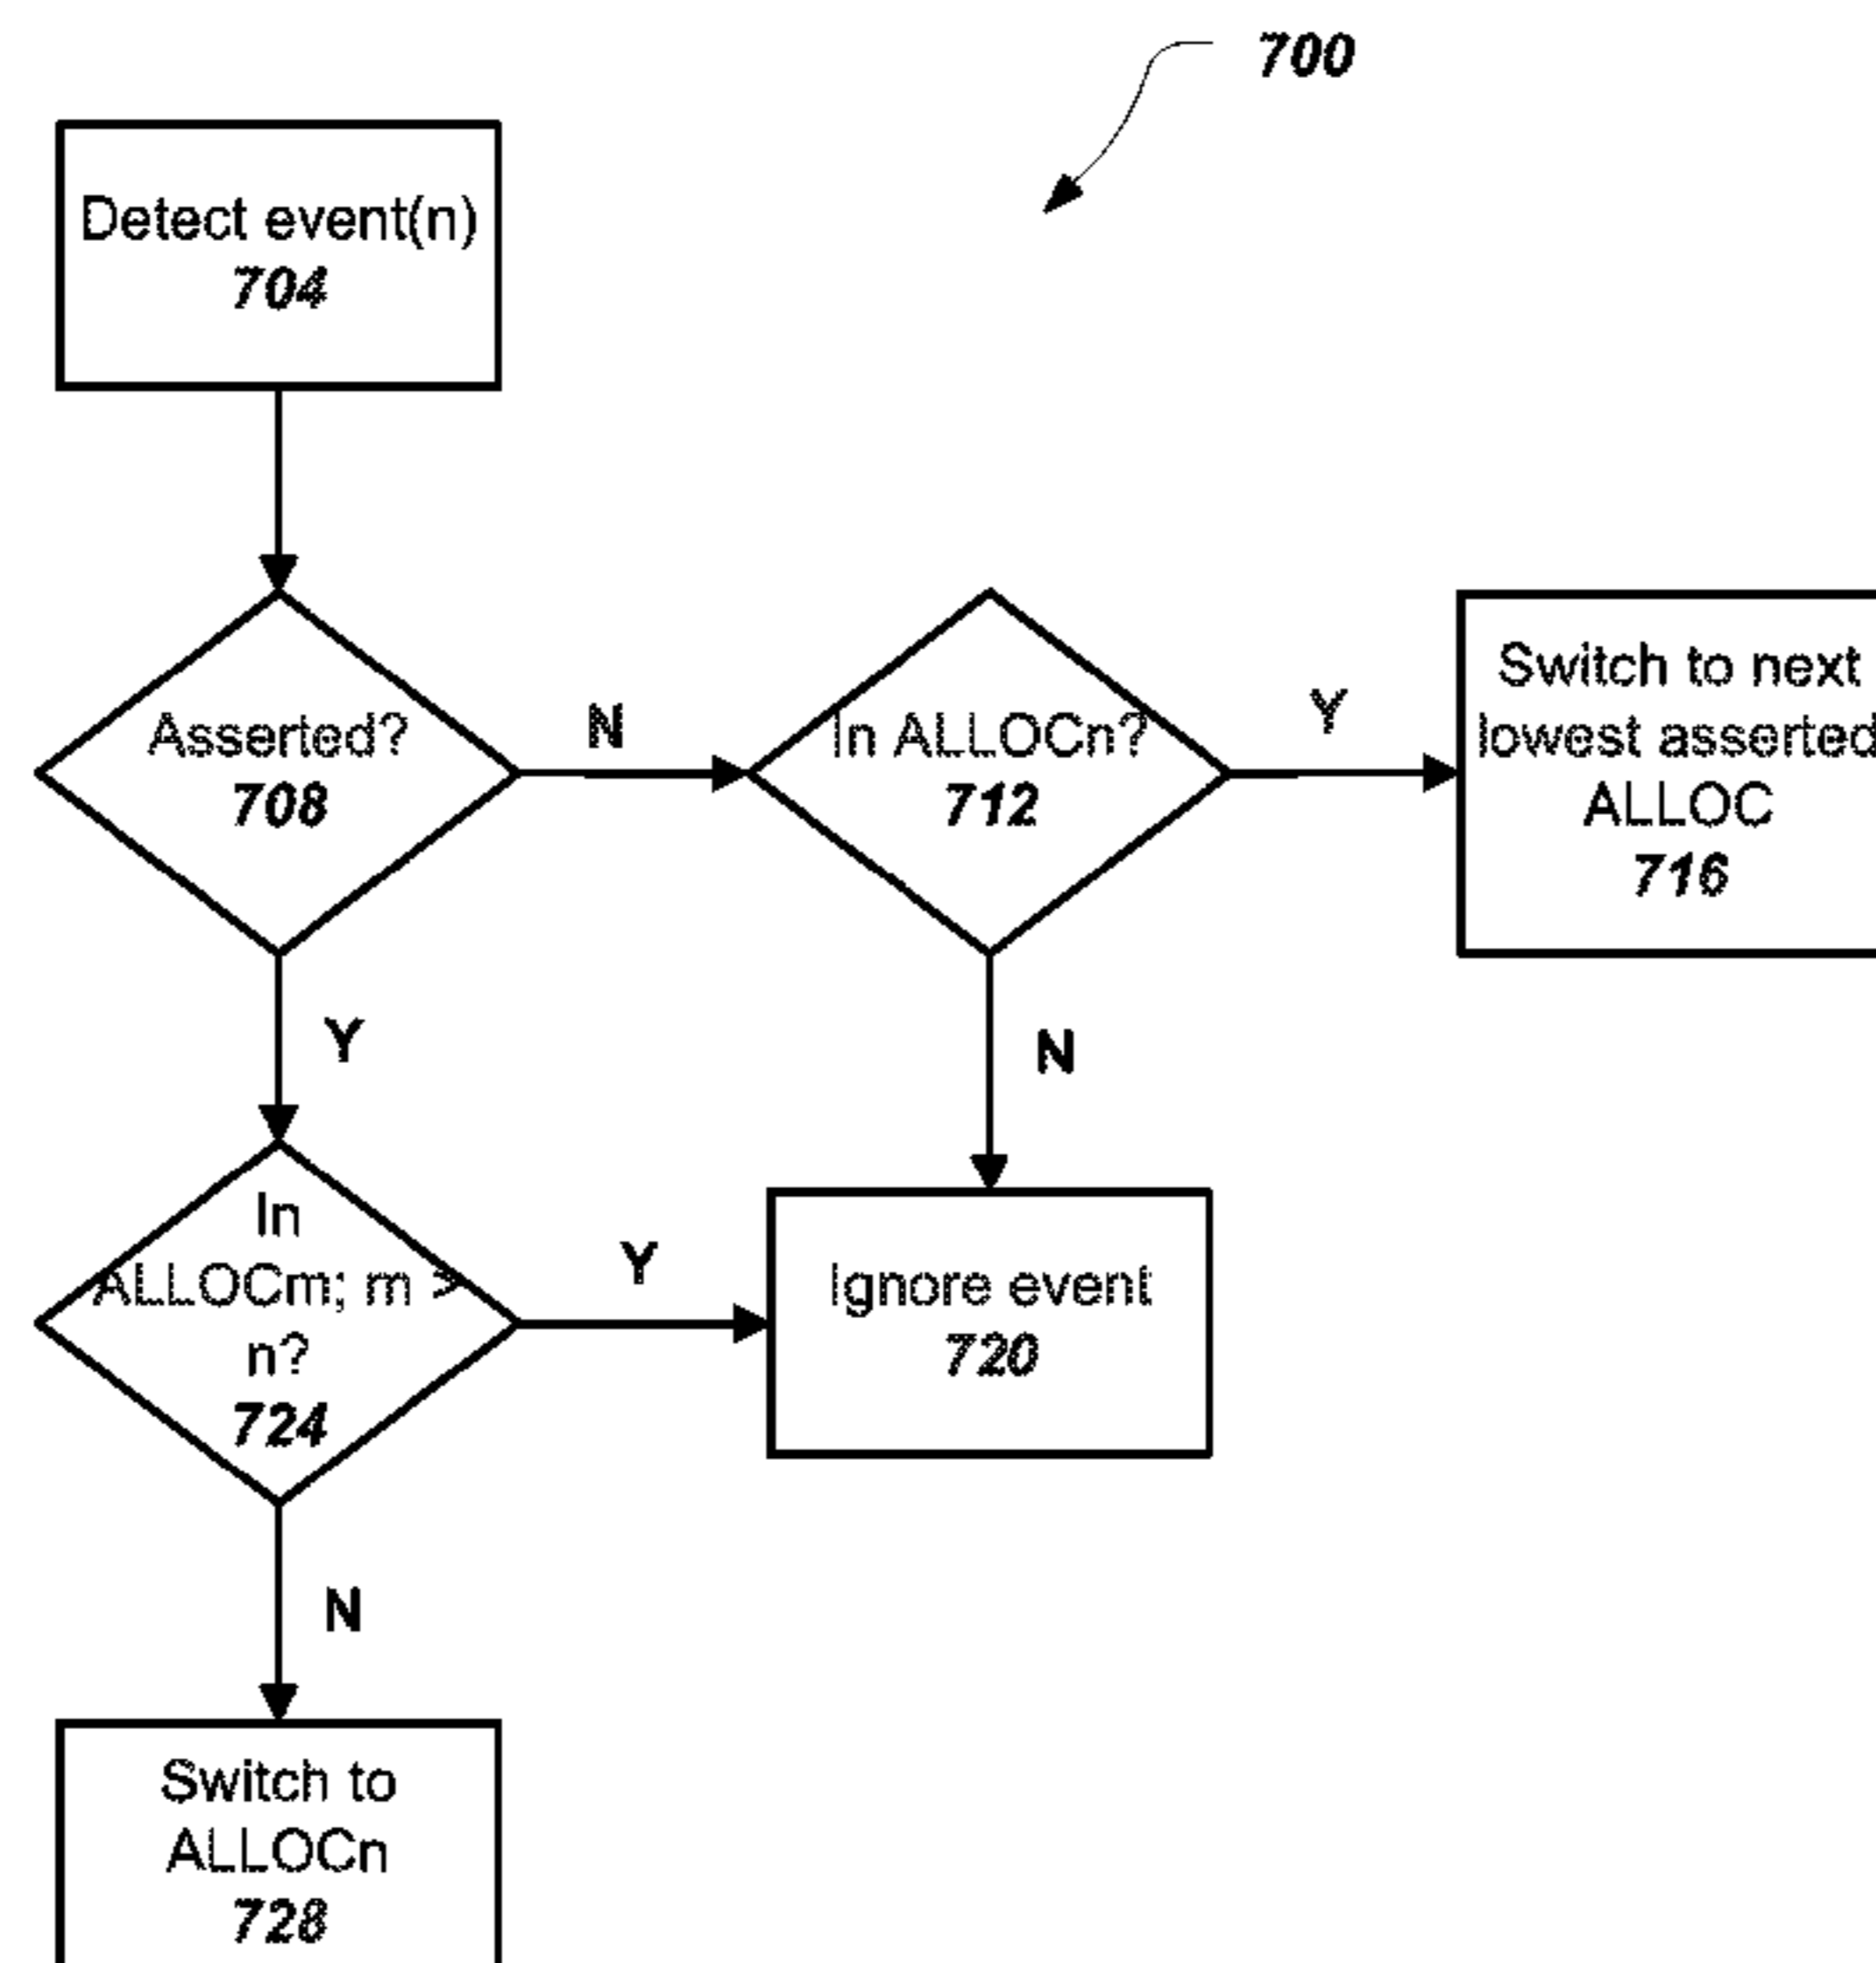 700
Detect event(n)
704
Asserted?
708
N
In ALLOCn?
712
Y
Switch to next
lowest asserted
ALLOC
716
Y
N
In
ALLOCm; m >
n?
724
Y
Ignore event
720
N
Switch to
ALLOCn
728